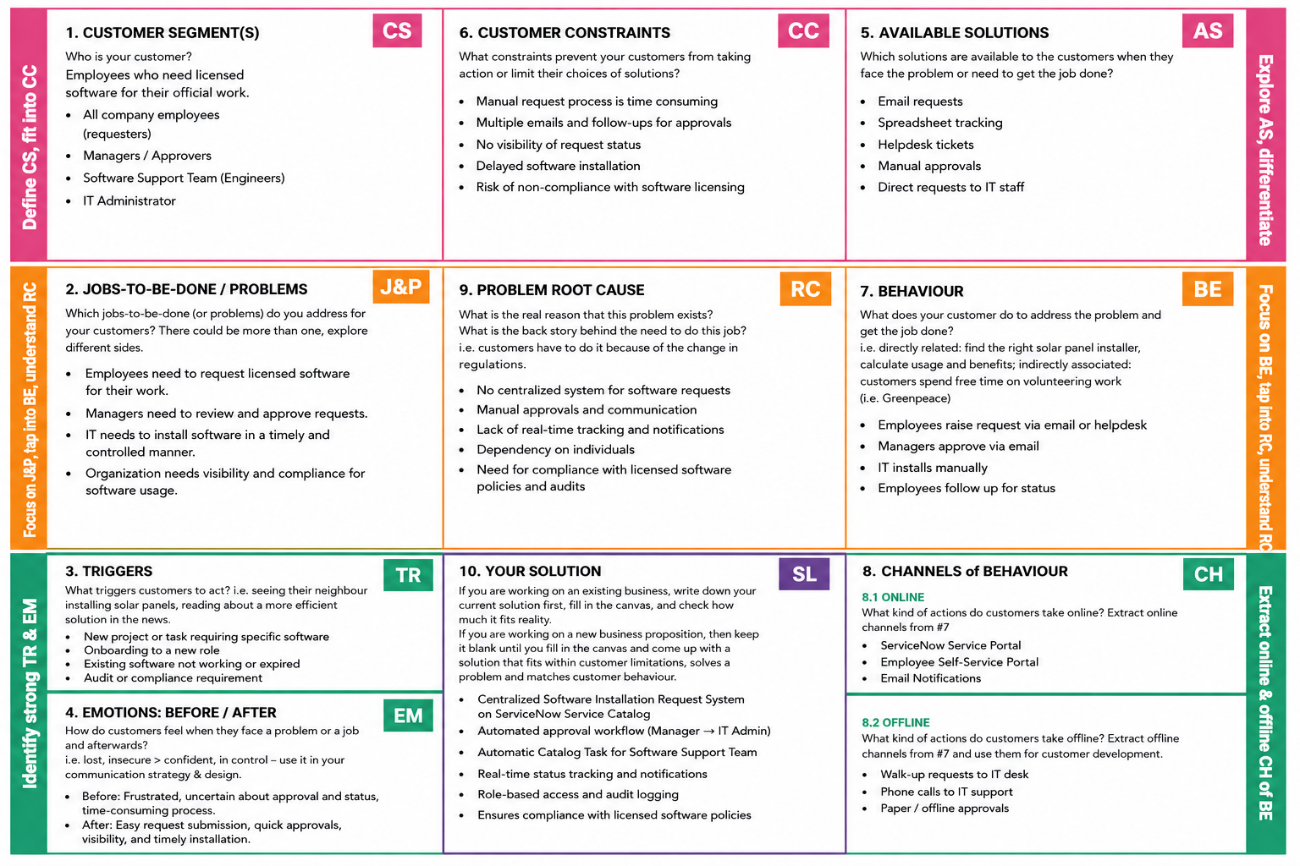 Define CS, fit into CC
1. CUSTOMER SEGMENT(S)
CS
Who is your customer?
Employees who need licensed
software for their official work.
• All company employees
(requesters)
• Managers / Approvers
• Software Support Team (Engineers)
• IT Administrator
6. CUSTOMER CONSTRAINTS
CC
What constraints prevent your customers from taking
action or limit their choices of solutions?
• Manual request process is time consuming
• Multiple emails and follow-ups for approvals
• No visibility of request status
• Delayed software installation
• Risk of non-compliance with software licensing
5. AVAILABLE SOLUTIONS
AS
Which solutions are available to the customers when they
face the problem or need to get the job done?
• Email requests
• Spreadsheet tracking
• Helpdesk tickets
• Manual approvals
• Direct requests to IT staff
Explore AS, differentiate
Focus on J&P, tap into BE, understand RC
2. JOBS-TO-BE-DONE / PROBLEMS
J&P
Which jobs-to-be-done (or problems) do you address for
your customers? There could be more than one, explore
different sides.
• Employees need to request licensed software
for their work.
• Managers need to review and approve requests.
• IT needs to install software in a timely and
controlled manner.
• Organization needs visibility and compliance for
software usage.
9. PROBLEM ROOT CAUSE
RC
What is the real reason that this problem exists?
What is the back story behind the need to do this job?
i.e. customers have to do it because of the change in
regulations.
• No centralized system for software requests
• Manual approvals and communication
• Lack of real-time tracking and notifications
• Dependency on individuals
• Need for compliance with licensed software
policies and audits
7. BEHAVIOUR
BE
What does your customer do to address the problem and
get the job done?
i.e. directly related: find the right solar panel installer,
calculate usage and benefits; indirectly associated:
customers spend free time on volunteering work
(i.e. Greenpeace)
• Employees raise request via email or helpdesk
• Managers approve via email
• IT installs manually
• Employees follow up for status
Focus on BE, tap into RC, understand RC
Identify strong TR & EM
3. TRIGGERS
TR
What triggers customers to act? i.e. seeing their neighbour
installing solar panels, reading about a more efficient
solution in the news.
• New project or task requiring specific software
• Onboarding to a new role
• Existing software not working or expired
• Audit or compliance requirement
4. EMOTIONS: BEFORE / AFTER
EM
How do customers feel when they face a problem or a job
and afterwards?
i.e. lost, insecure > confident, in control – use it in your
communication strategy & design.
• Before: Frustrated, uncertain about approval and status,
time-consuming process.
• After: Easy request submission, quick approvals,
visibility, and timely installation.
10. YOUR SOLUTION
SL
If you are working on an existing business, write down your
current solution first, fill in the canvas, and check how
much it fits reality.
If you are working on a new business proposition, then keep
it blank until you fill in the canvas and come up with a
solution that fits within customer limitations, solves a
problem and matches customer behaviour.
• Centralized Software Installation Request System
on ServiceNow Service Catalog
• Automated approval workflow (Manager → IT Admin)
• Automatic Catalog Task for Software Support Team
• Real-time status tracking and notifications
• Role-based access and audit logging
• Ensures compliance with licensed software policies
8. CHANNELS of BEHAVIOUR
CH
8.1 ONLINE
What kind of actions do customers take online? Extract online
channels from #7
• ServiceNow Service Portal
• Employee Self-Service Portal
• Email Notifications
8.2 OFFLINE
What kind of actions do customers take offline? Extract offline
channels from #7 and use them for customer development.
• Walk-up requests to IT desk
• Phone calls to IT support
• Paper / offline approvals
Extract online & offline CH of BE